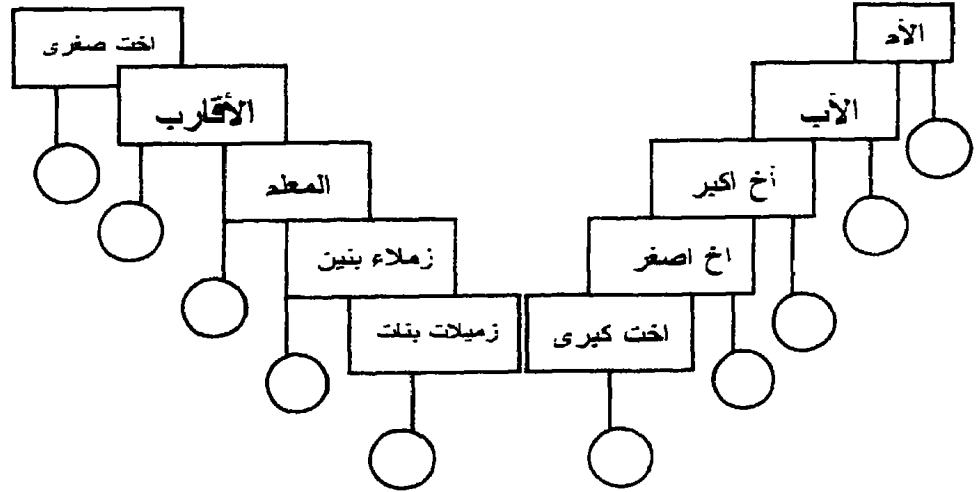 الأم
الأب
أخ اكبر
اخ اصغر
اخت كبرى
زميلات بنات
زملاء بنين
المعلم
الأقارب
اخت صغرى